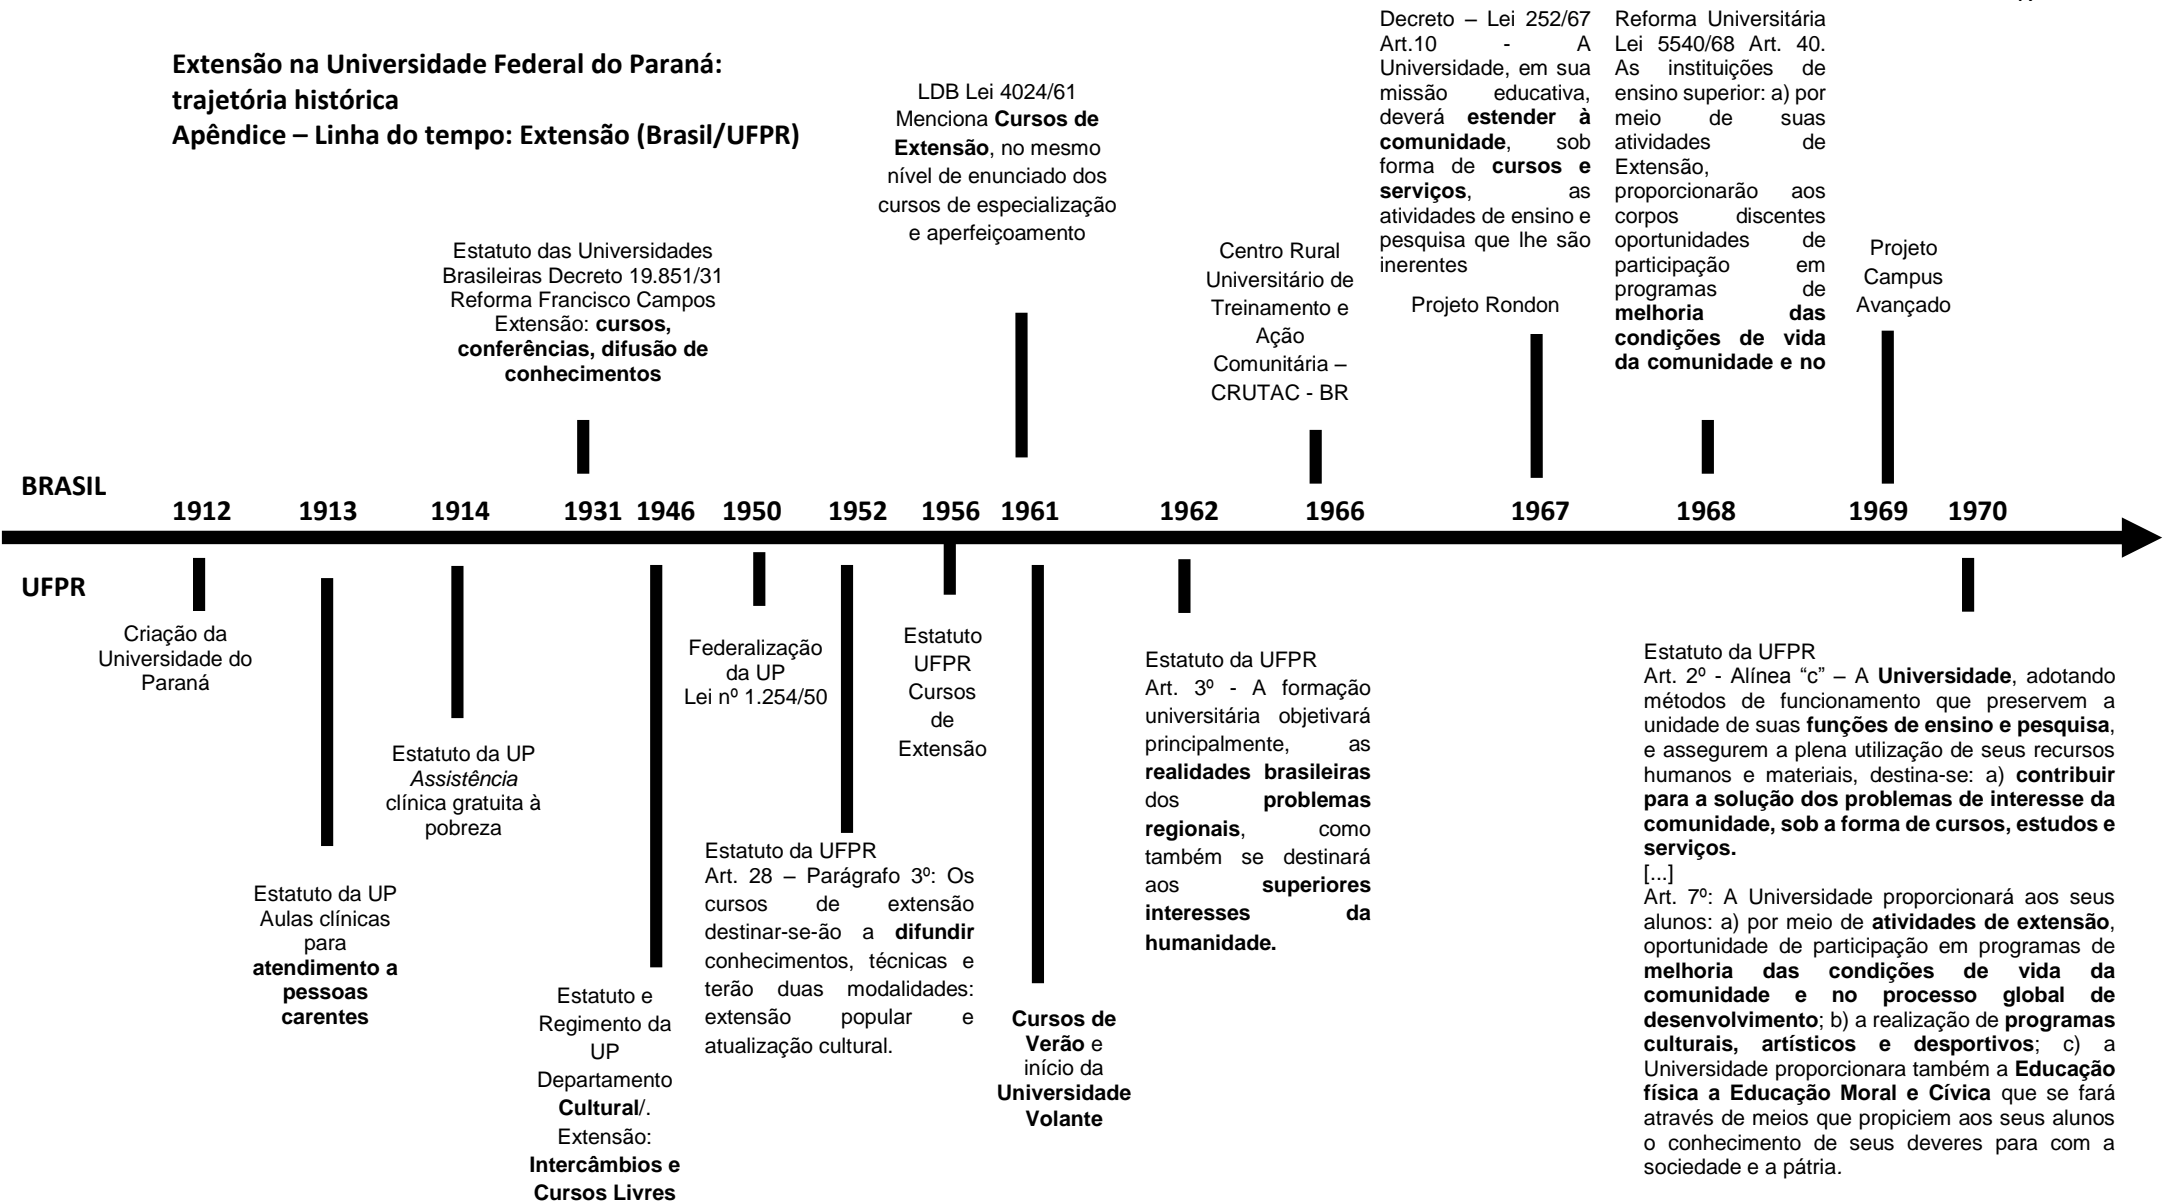 Extensão na Universidade Federal do Paraná:
trajetória histórica
Apêndice – Linha do tempo: Extensão (Brasil/UFPR)
Estatuto das Universidades
Brasileiras Decreto 19.851/31
Reforma Francisco Campos
Extensão: cursos,
conferências, difusão de
conhecimentos
LDB Lei 4024/61
Menciona Cursos de
Extensão, no mesmo
nível de enunciado dos
cursos de especialização
e aperfeiçoamento
Centro Rural
Universitário de
Treinamento e
Ação
Comunitária –
CRUTAC - BR
Decreto – Lei 252/67
Art.10 - A
Universidade, em sua
missão educativa,
deverá estender à
comunidade, sob
forma de cursos e
serviços, as
atividades de ensino e
pesquisa que lhe são
inerentes
Projeto Rondon
Reforma Universitária
Lei 5540/68 Art. 40.
As instituições de
ensino superior: a) por
meio de suas
atividades de
Extensão,
proporcionarão aos
corpos discentes
oportunidades de
participação em
programas de
melhoria das
condições de vida
da comunidade e no
Projeto
Campus
Avançado
BRASIL
1912 1913 1914 1931 1946 1950 1952 1956 1961 1962 1966 1967 1968 1969 1970
UFPR
Criação da
Universidade do
Paraná
Estatuto da UP
Aulas clínicas
para
atendimento a
pessoas
carentes
Estatuto da UP
Assistência
clínica gratuita à
pobreza
Estatuto e
Regimento da
UP
Departamento
Cultural/.
Extensão:
Intercâmbios e
Cursos Livres
Federalização
da UP
Lei nº 1.254/50
Estatuto da UFPR
Art. 28 – Parágrafo 3º: Os
cursos de extensão
destinar-se-ão a difundir
conhecimentos, técnicas e
terão duas modalidades:
extensão popular e
atualização cultural.
Estatuto
UFPR
Cursos
de
Extensão
Cursos de
Verão e
início da
Universidade
Volante
Estatuto da UFPR
Art. 3º - A formação
universitária objetivará
principalmente, as
realidades brasileiras
dos problemas
regionais, como
também se destinará
aos superiores
interesses da
humanidade.
Estatuto da UFPR
Art. 2º - Alínea “c” – A Universidade, adotando
métodos de funcionamento que preservem a
unidade de suas funções de ensino e pesquisa,
e assegurem a plena utilização de seus recursos
humanos e materiais, destina-se: a) contribuir
para a solução dos problemas de interesse da
comunidade, sob a forma de cursos, estudos e
serviços.
[...]
Art. 7º: A Universidade proporcionará aos seus
alunos: a) por meio de atividades de extensão,
oportunidade de participação em programas de
melhoria das condições de vida da
comunidade e no processo global de
desenvolvimento; b) a realização de programas
culturais, artísticos e desportivos; c) a
Universidade proporcionara também a Educação
física a Educação Moral e Cívica que se fará
através de meios que propiciem aos seus alunos
o conhecimento de seus deveres para com a
sociedade e a pátria.